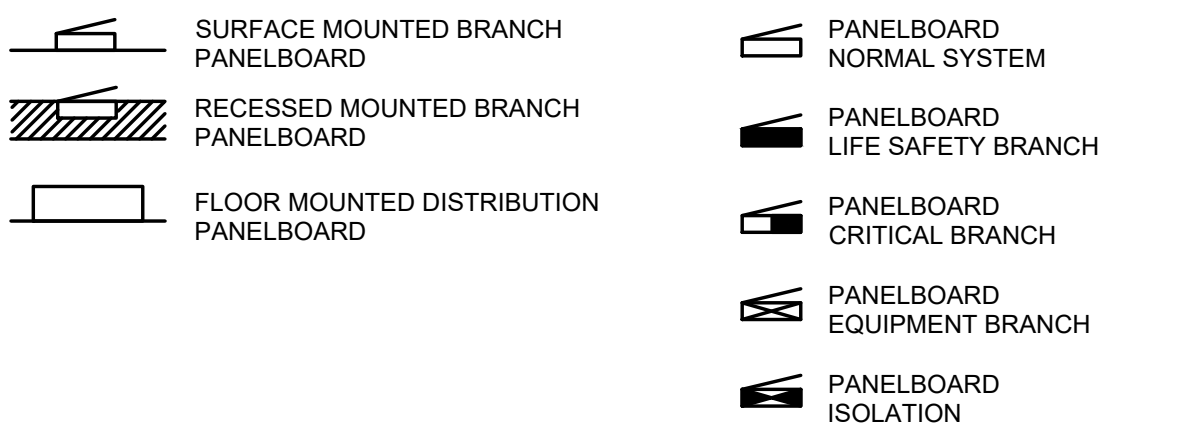 SURFACE MOUNTED BRANCH
PANELBOARD
RECESSED MOUNTED BRANCH
PANELBOARD
FLOOR MOUNTED DISTRIBUTION
PANELBOARD
PANELBOARD
NORMAL SYSTEM
PANELBOARD
LIFE SAFETY BRANCH
PANELBOARD
CRITICAL BRANCH
PANELBOARD
EQUIPMENT BRANCH
PANELBOARD
ISOLATION